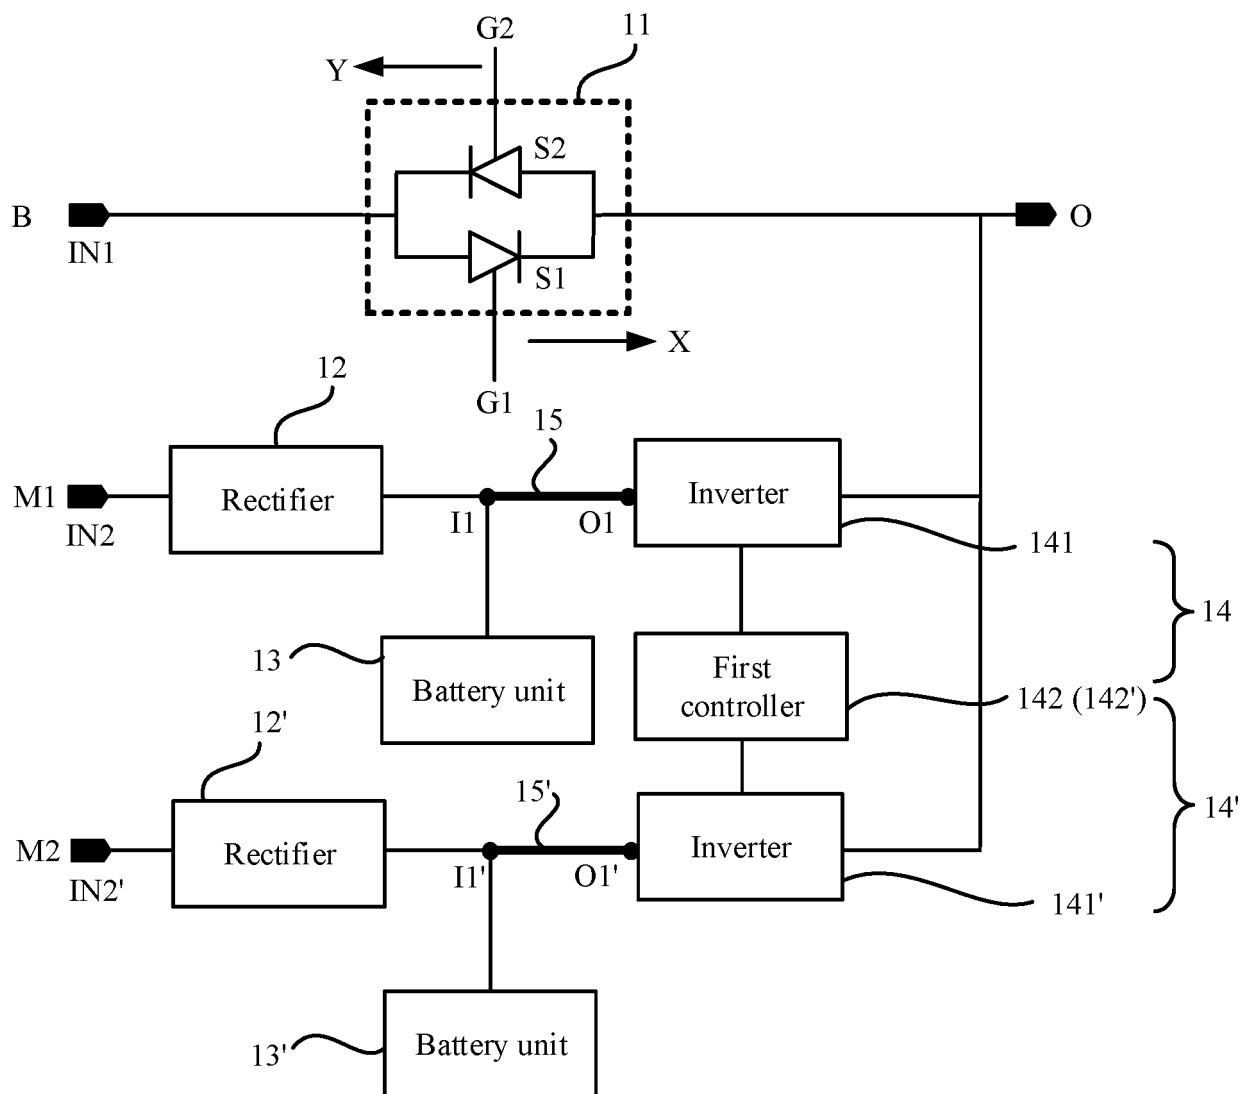 G2
11
Y
S2
B
IN1
O
S1
X
G1
12
15
M1
IN2
Rectifier
I1
O1
Inverter
141
14
13
Battery unit
First
controller
142 (142')
12'
15'
M2
IN2'
Rectifier
I1'
O1'
Inverter
14'
141'
13'
Battery unit